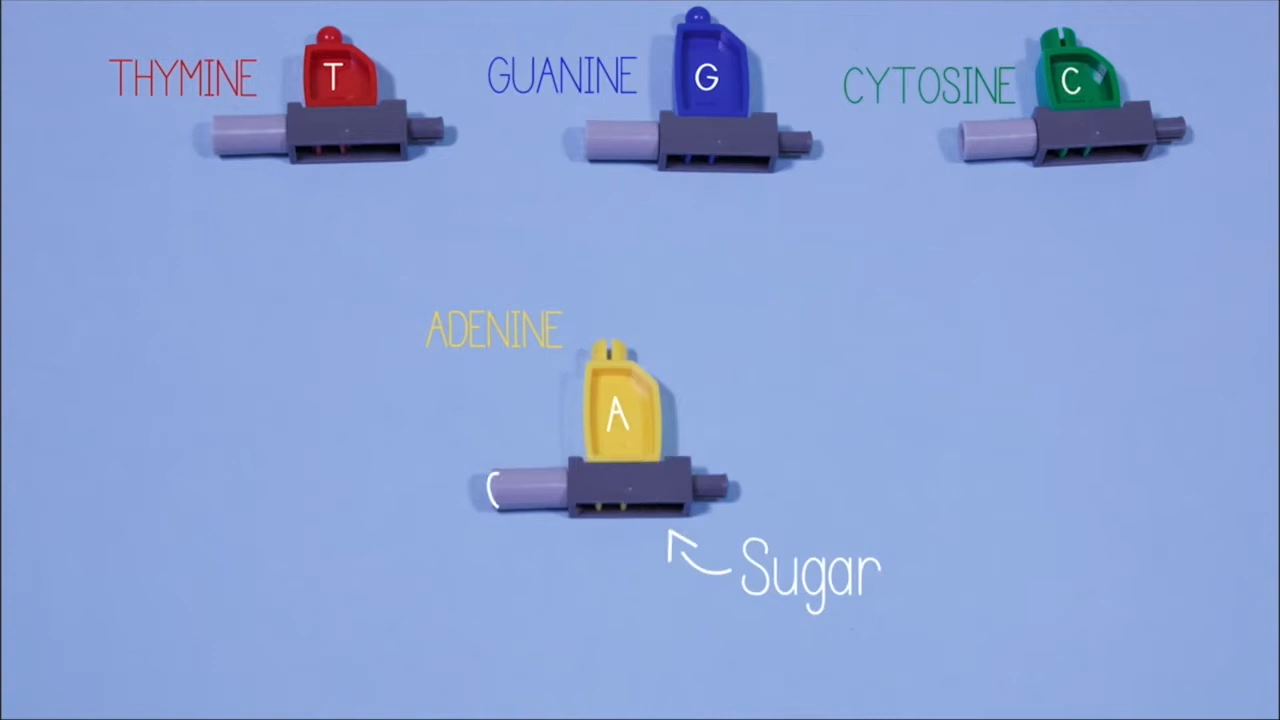 THYMINE
T
GUANINE
G
CYTOSINE
C
ADENINE
A
Sugar